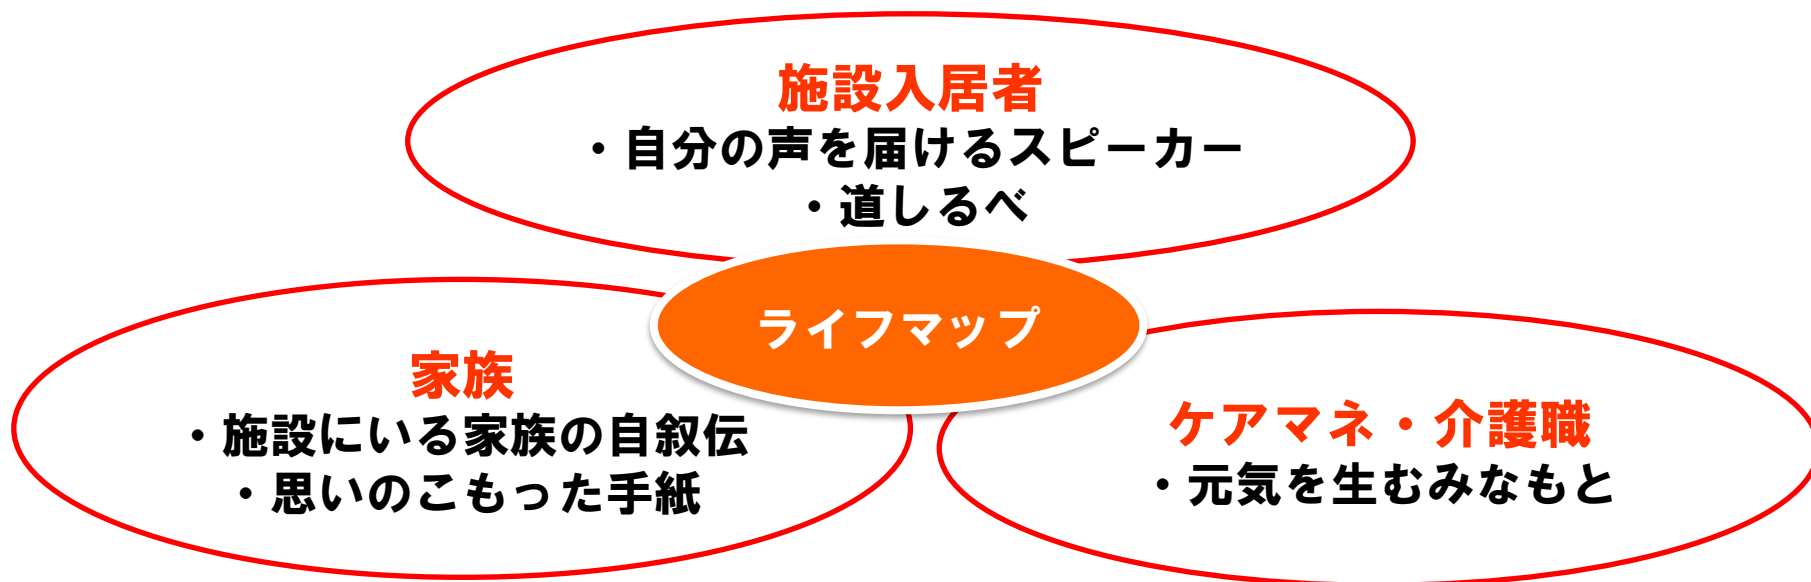 施設入居者
・自分の声を届けるスピーカー
・道しるべ
ライフマップ
家族
・施設にいる家族の自叙伝
・思いのこもった手紙
ケアマネ・介護職
・元気を生むみなもと